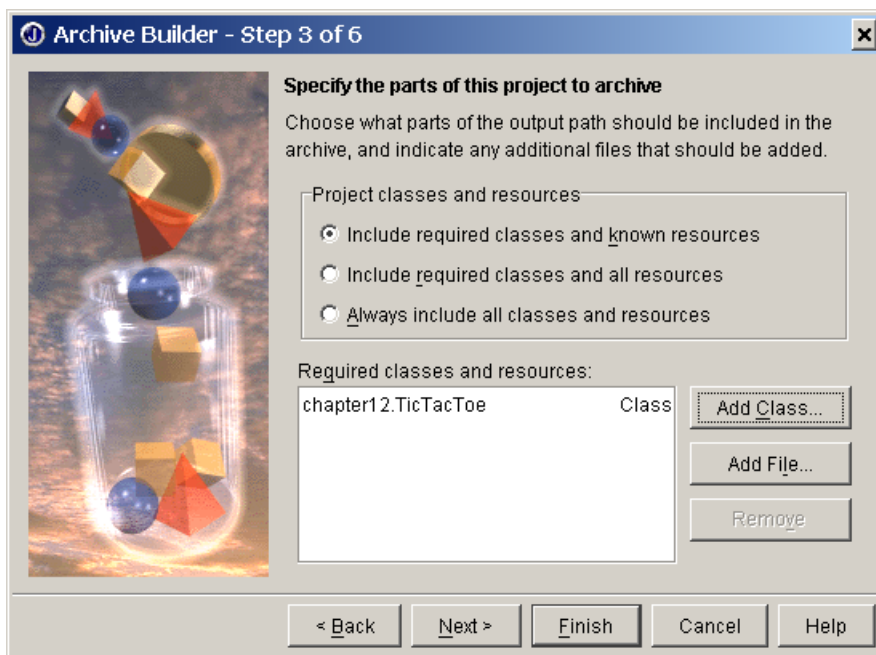 Archive Builder - Step 3 of 6
Specify the parts of this project to archive
Choose what parts of the output path should be included in the
archive, and indicate any additional files that should be added.
Project classes and resources
Include required classes and known resources
Include required classes and all resources
Always include all classes and resources
Required classes and resources:
chapter12.TicTacToe Class
Add Class...
Add File...
Remove
< Back Next > Finish Cancel Help